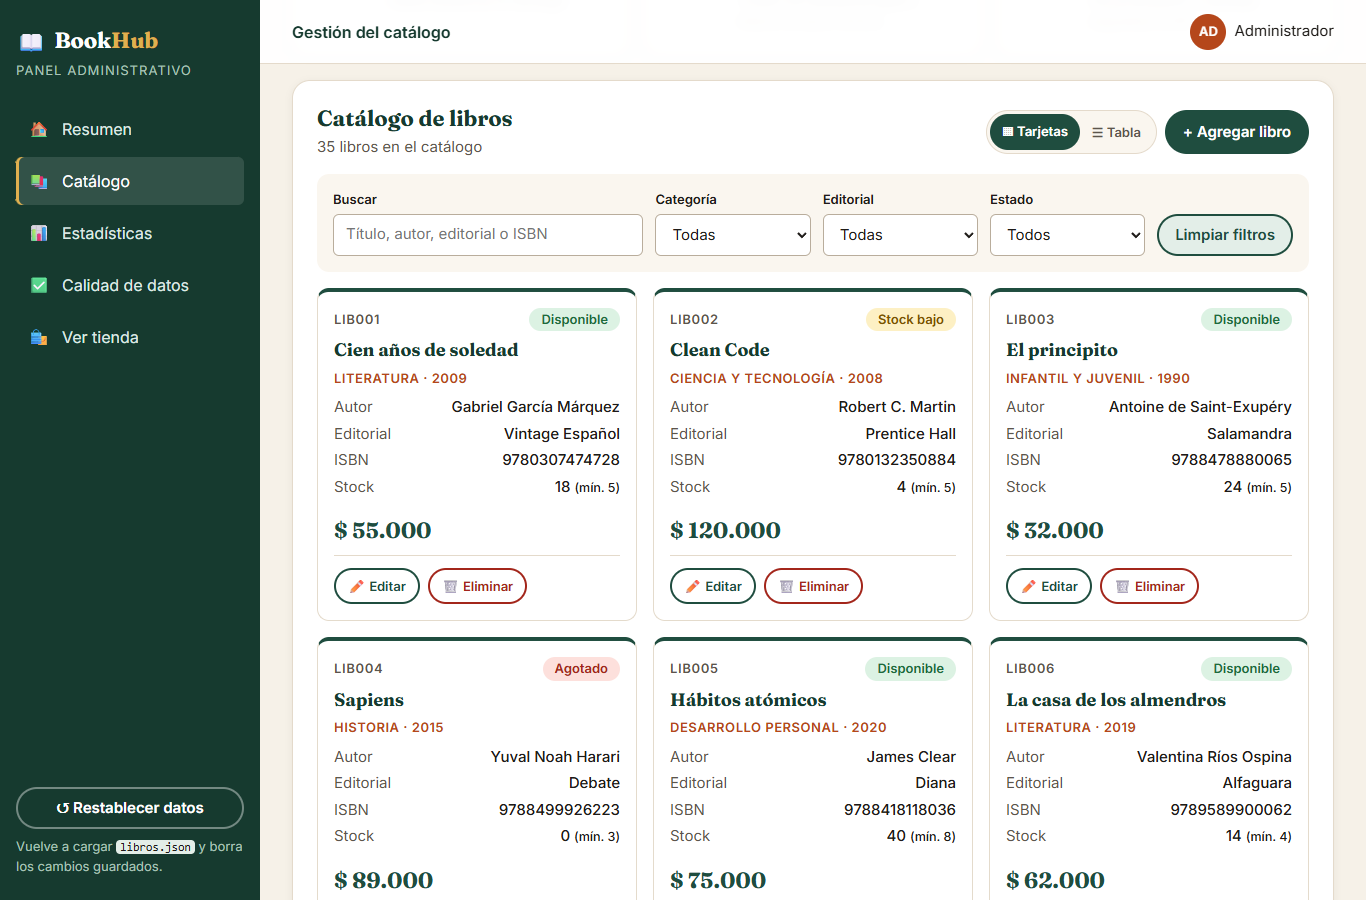 BookHub
PANEL ADMINISTRATIVO
Resumen
Catálogo
Estadísticas
Calidad de datos
Ver tienda
↺ Restablecer datos
Vuelve a cargar libros.json y borra
los cambios guardados.
Gestión del catálogo
AD Administrador
Catálogo de libros
35 libros en el catálogo
Tarjetas
☰ Tabla
+ Agregar libro
Buscar Categoría Editorial Estado
Título, autor, editorial o ISBN Todas Todas Todos Limpiar filtros
LIB001 Disponible
Cien años de soledad
LITERATURA · 2009
Autor Gabriel García Márquez
Editorial Vintage Español
ISBN 9780307474728
Stock 18 (mín. 5)
$ 55.000
Editar Eliminar
LIB002 Stock bajo
Clean Code
CIENCIA Y TECNOLOGÍA · 2008
Autor Robert C. Martin
Editorial Prentice Hall
ISBN 9780132350884
Stock 4 (mín. 5)
$ 120.000
Editar Eliminar
LIB003 Disponible
El principito
INFANTIL Y JUVENIL · 1990
Autor Antoine de Saint-Exupéry
Editorial Salamandra
ISBN 9788478880065
Stock 24 (mín. 5)
$ 32.000
Editar Eliminar
LIB004 Agotado
Sapiens
HISTORIA · 2015
Autor Yuval Noah Harari
Editorial Debate
ISBN 9788499926223
Stock 0 (mín. 3)
$ 89.000
LIB005 Disponible
Hábitos atómicos
DESARROLLO PERSONAL · 2020
Autor James Clear
Editorial Diana
ISBN 9788418118036
Stock 40 (mín. 8)
$ 75.000
LIB006 Disponible
La casa de los almendros
LITERATURA · 2019
Autor Valentina Ríos Ospina
Editorial Alfaguara
ISBN 9789589900062
Stock 14 (mín. 4)
$ 62.000